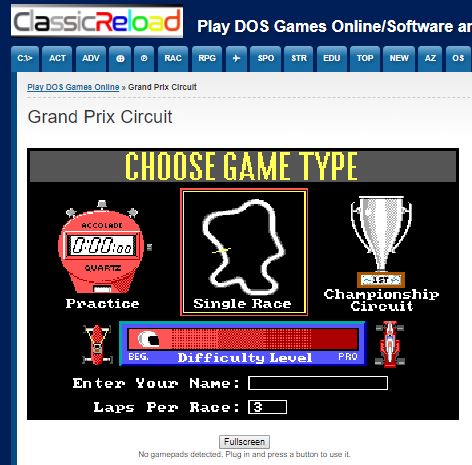 ClassicReload
Play DOS Games Online/Software an
C:\> ACT ADV RAC RPG SPO STR EDU TOP NEW AZ OS
Play DOS Games Online » Grand Prix Circuit
Grand Prix Circuit
CHOOSE GAME TYPE
ACCOLADE
0:00:00
QUARTZ
Practice
Single Race
1ST
Championship
Circuit
BEG. Difficulty Level PRO
Enter Your Name:
Laps Per Race: 3
Fullscreen
No gamepads detected. Plug in and press a button to use it.